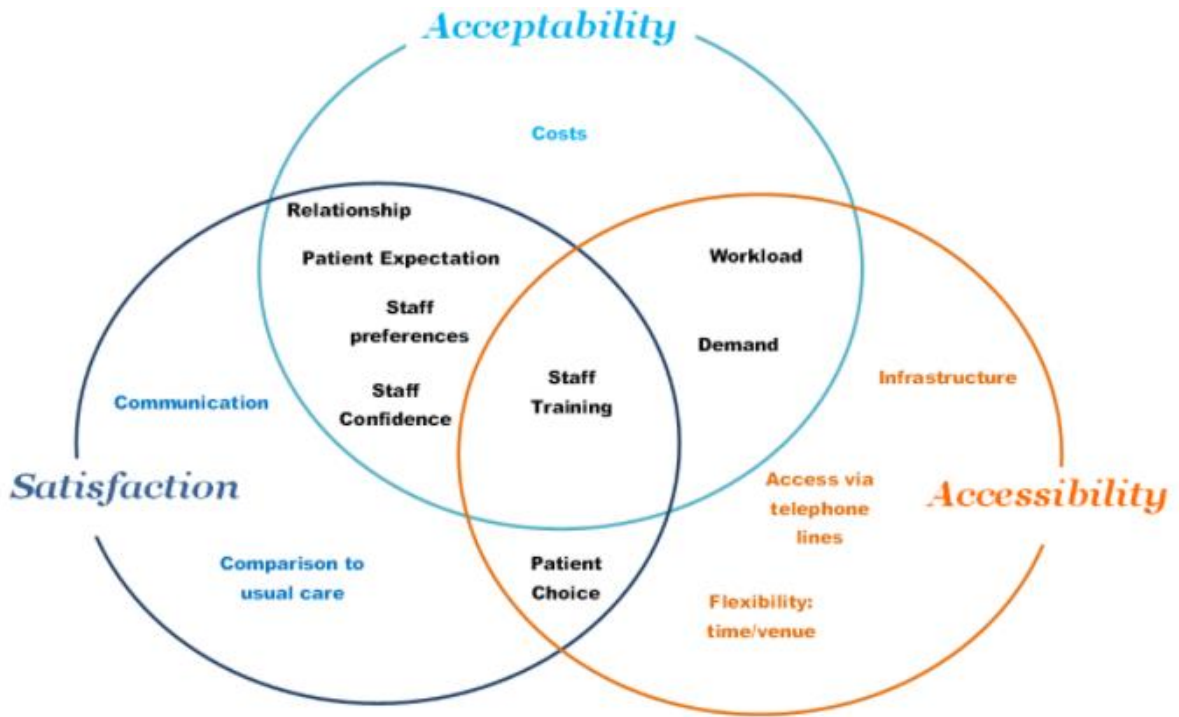 Acceptability
Costs
Relationship
Patient Expectation
Workload
Staff
preferences
Demand
Staff
Training
Infrastructure
Staff
Confidence
Communication
Satisfaction
Access via
telephone
lines
Accessibility
Comparison to
usual care
Patient
Choice
Flexibility:
time/venue